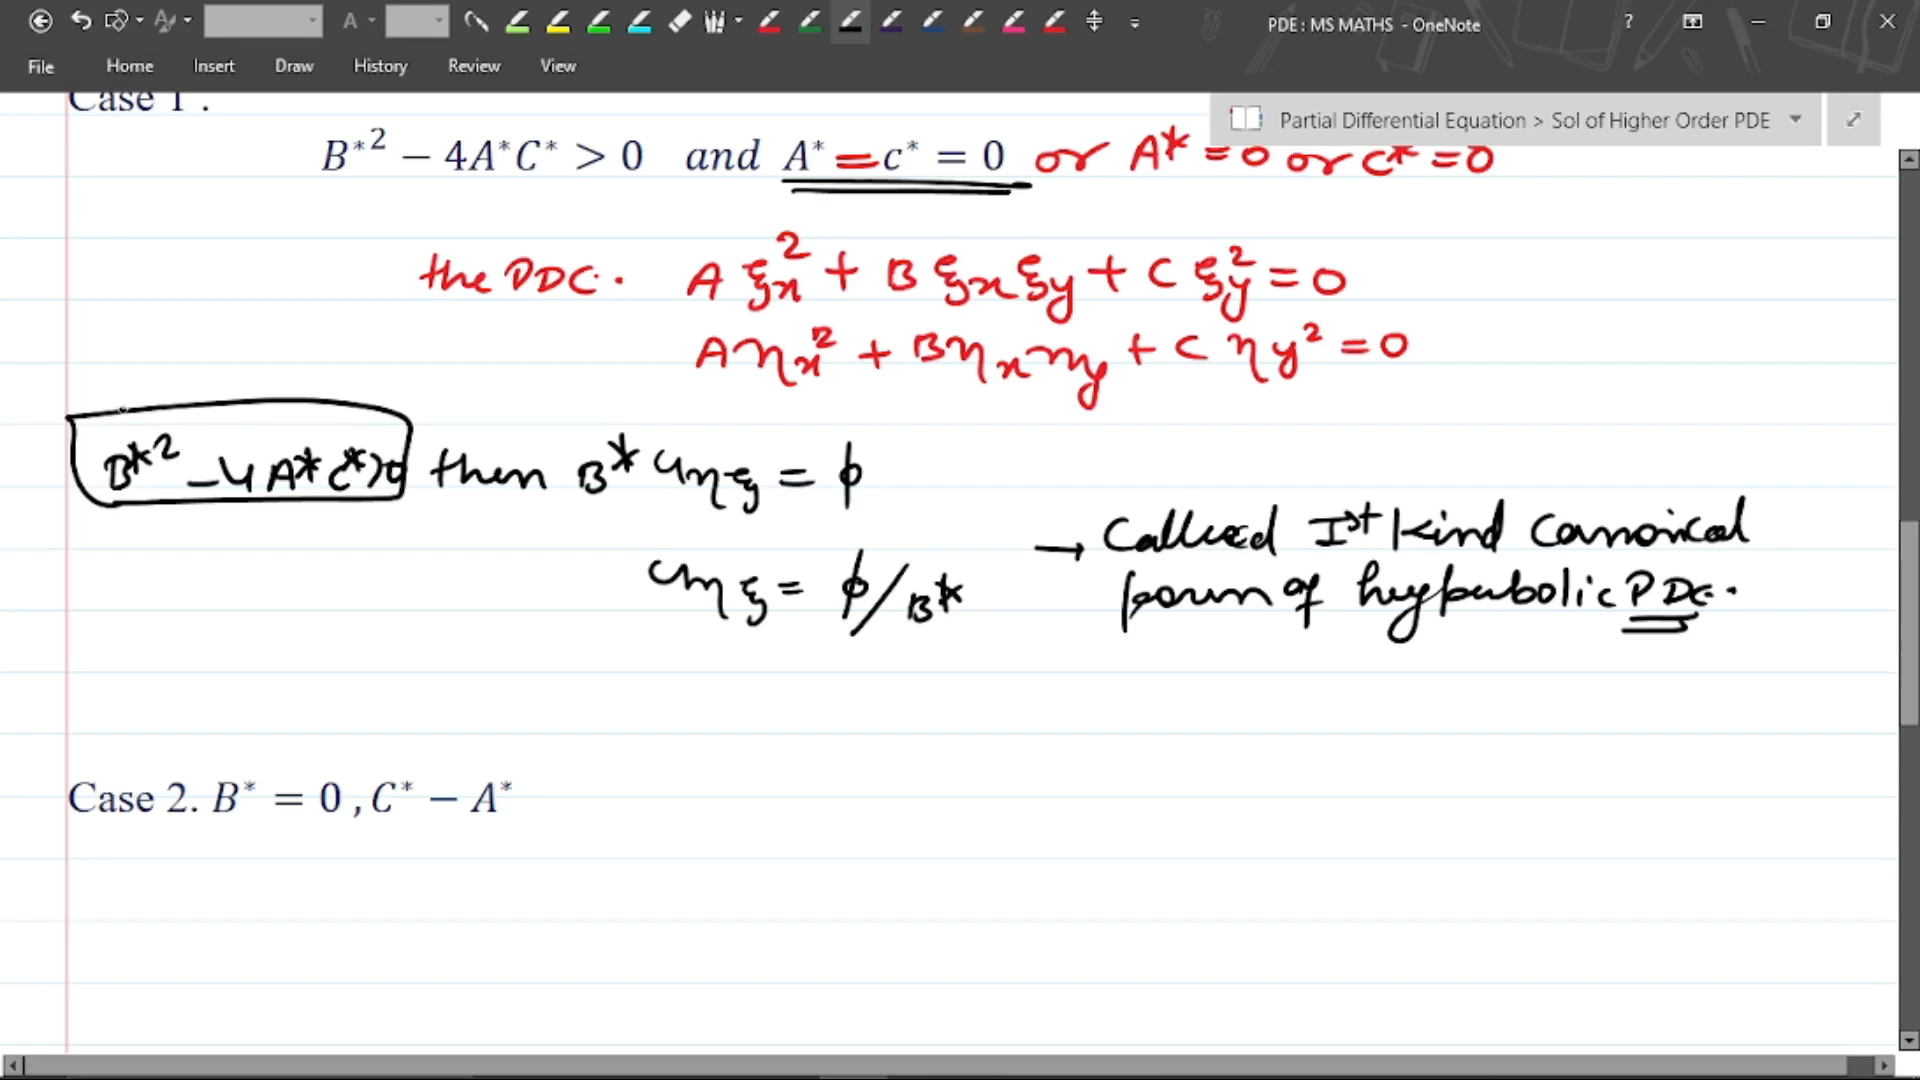 PDE : MS MATHS - OneNote
?
File Home Insert Draw History Review View
Case 1 :
Partial Differential Equation > Sol of Higher Order PDE
B*² − 4A*C* > 0 and A* = c* = 0 or A* = 0 or c* = 0
the PDE. A ξx² + B ξx ξy + C ξy² = 0
A ηx² + B ηx ηy + C ηy² = 0
B*² − 4A*C*>0 then B* uηξ = ϕ
uηξ = ϕ/B*
→ Called Ist kind canonical
form of hyperbolic PDE.
Case 2. B* = 0 , C* − A*